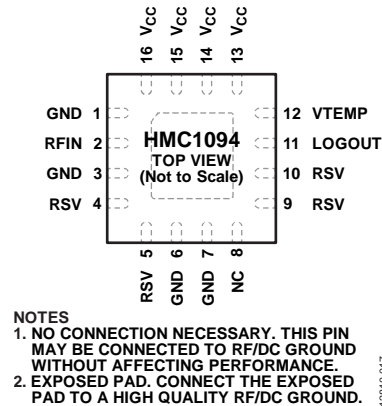 16 VCC
15 VCC
14 VCC
13 VCC
GND 1
RFIN 2
GND 3
RSV 4
HMC1094
TOP VIEW
(Not to Scale)
12 VTEMP
11 LOGOUT
10 RSV
9 RSV
RSV 5
GND 6
GND 7
NC 8
NOTES
1. NO CONNECTION NECESSARY. THIS PIN
MAY BE CONNECTED TO RF/DC GROUND
WITHOUT AFFECTING PERFORMANCE.
2. EXPOSED PAD. CONNECT THE EXPOSED
PAD TO A HIGH QUALITY RF/DC GROUND.